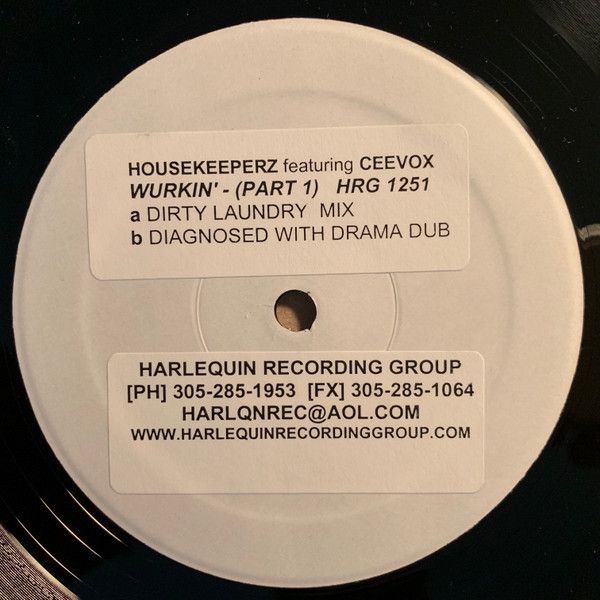 HOUSEKEEPERZ featuring CEEVOX
WURKIN' - (PART 1) HRG 1251
a DIRTY LAUNDRY MIX
b DIAGNOSED WITH DRAMA DUB
HARLEQUIN RECORDING GROUP
[PH] 305-285-1953 [FX] 305-285-1064
HARLQNREC@AOL.COM
WWW.HARLEQUINRECORDINGGROUP.COM